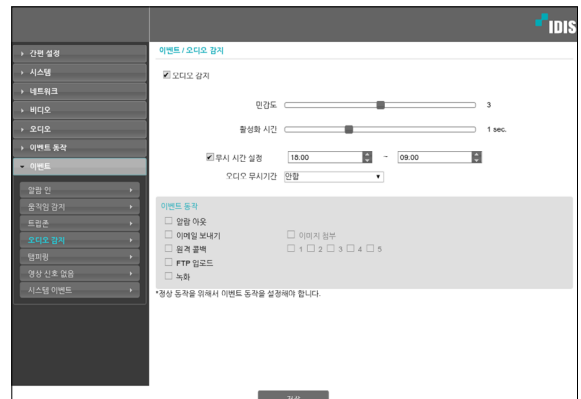 IDIS
간편 설정
시스템
네트워크
비디오
오디오
이벤트 동작
이벤트
알람 인
움직임 감지
트립존
오디오 감지
탬퍼링
영상 신호 없음
시스템 이벤트
이벤트 / 오디오 감지
오디오 감지
민감도 3
활성화 시간 1 sec.
무시 시간 설정 18:00 ~ 09:00
오디오 무시기간 안함
이벤트 동작
알람 아웃
이메일 보내기 이미지 첨부
원격 콜백 1 2 3 4 5
FTP 업로드
녹화
*정상 동작을 위해서 이벤트 동작을 설정해야 합니다.